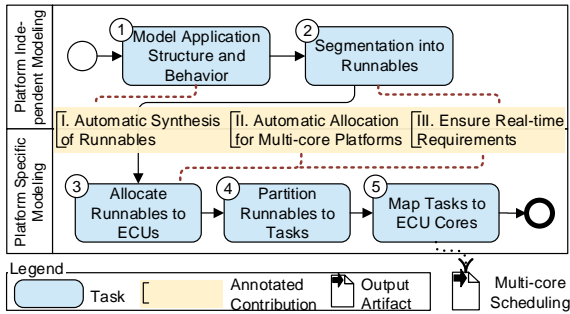 Platform Inde-
pendent Modeling
1
Model Application
Structure and
Behavior
2
Segmentation into
Runnables
I. Automatic Synthesis
of Runnables
II. Automatic Allocation
for Multi-core Platforms
III. Ensure Real-time
Requirements
Platform Specific
Modeling
3
Allocate
Runnables to
ECUs
4
Partition
Runnables to
Tasks
5
Map Tasks to
ECU Cores
Legend
Task
Annotated
Contribution
Output
Artifact
Multi-core
Scheduling